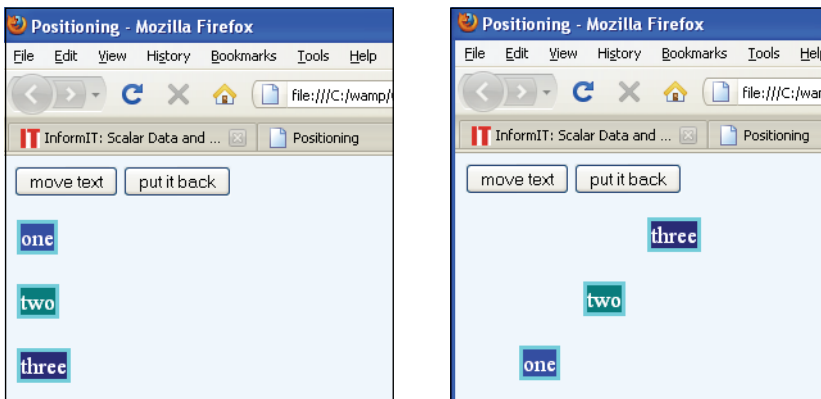 Positioning - Mozilla Firefox
File Edit View History Bookmarks Tools Help
file:///C:/wamp/
InformIT: Scalar Data and ... Positioning
move text put it back
one
two
three
Positioning - Mozilla Firefox
File Edit View History Bookmarks Tools Help
file:///C:/war
InformIT: Scalar Data and ... Positioning
move text put it back
three
two
one